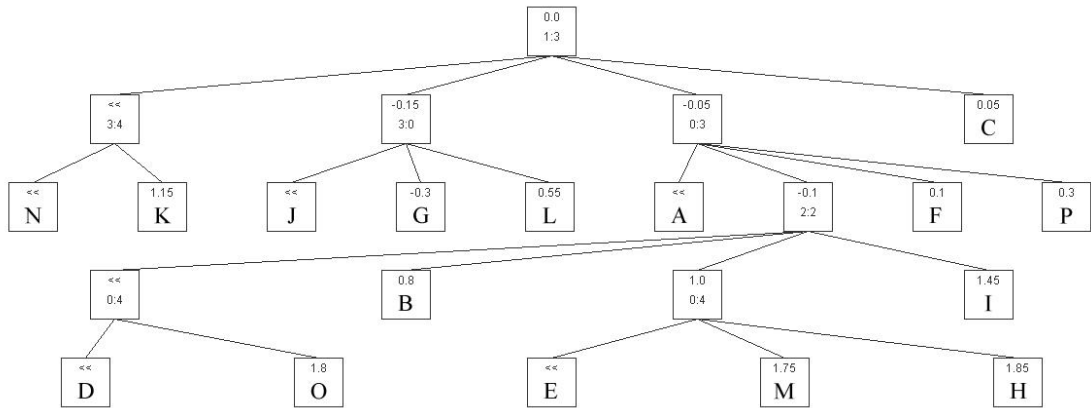 0.0
1:3
<<
3:4
-0.15
3:0
-0.05
0:3
0.05
C
<<
N
1.15
K
<<
J
-0.3
G
0.55
L
<<
A
-0.1
2:2
0.1
F
0.3
P
<<
0:4
0.8
B
1.0
0:4
1.45
I
<<
D
1.8
O
<<
E
1.75
M
1.85
H